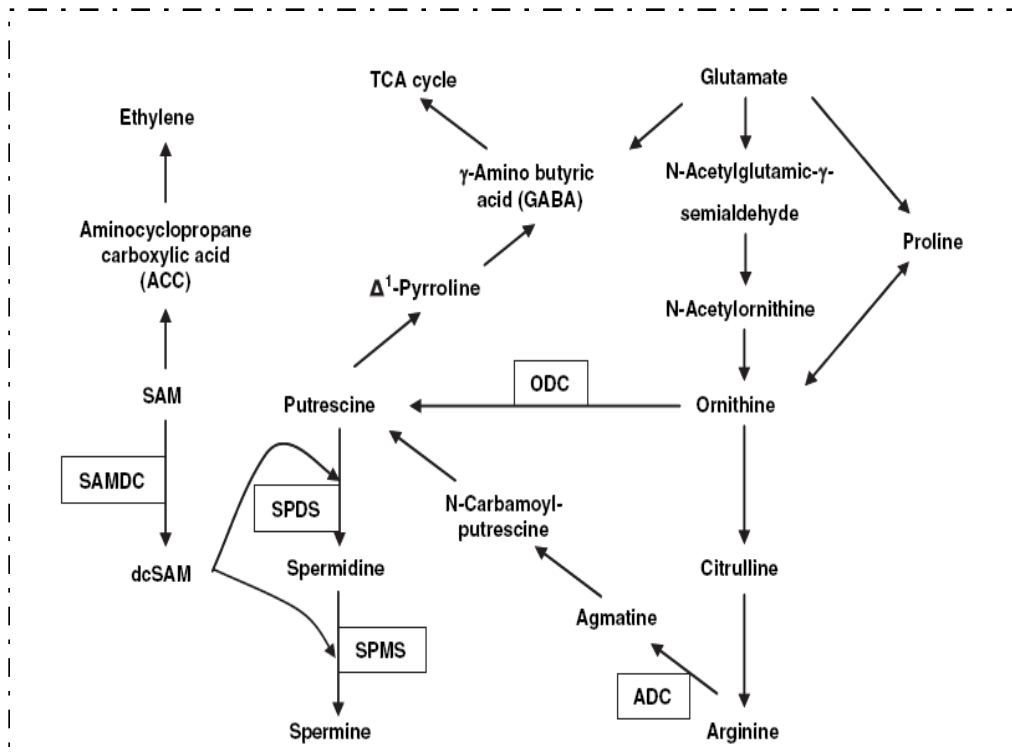 TCA cycle
Glutamate
Ethylene
γ-Amino butyric
acid (GABA)
N-Acetylglutamic-γ-
semialdehyde
Aminocyclopropane
carboxylic acid
(ACC)
Proline
Δ¹-Pyrroline
N-Acetylornithine
ODC
SAM
Putrescine
Ornithine
SAMDC
SPDS
N-Carbamoyl-
putrescine
dcSAM
Spermidine
Citrulline
Agmatine
SPMS
ADC
Spermine
Arginine